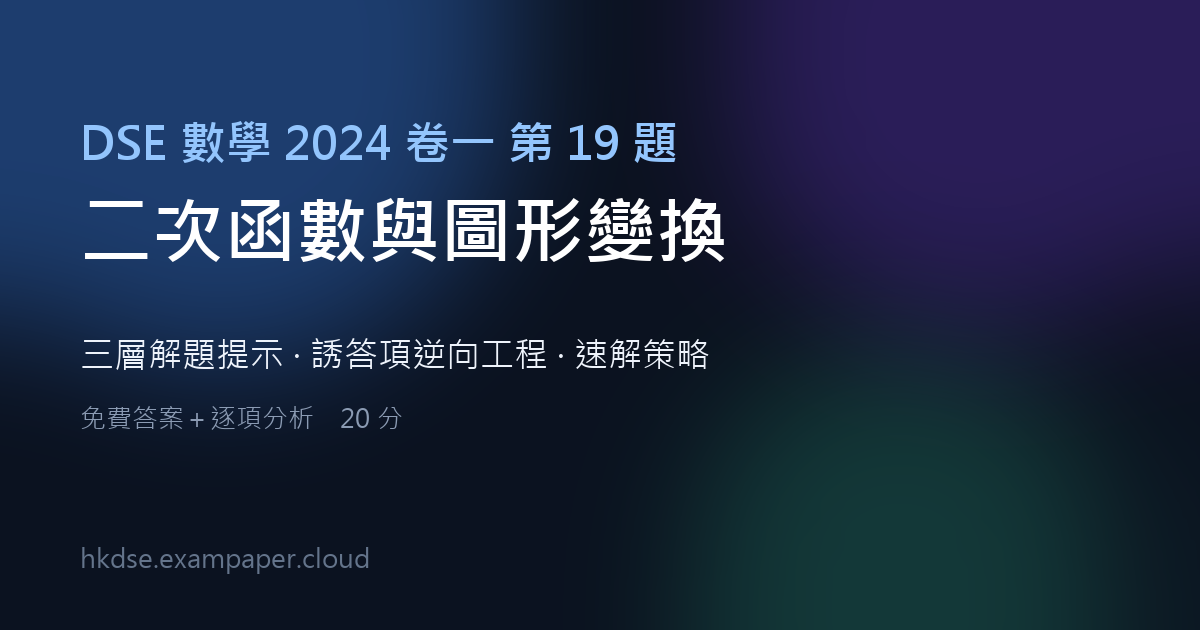 DSE 數學 2024 卷一 第 19 題
二次函數與圖形變換
三層解題提示 · 誘答項逆向工程 · 速解策略
免費答案 + 逐項分析 20 分
hkdse.exampaper.cloud